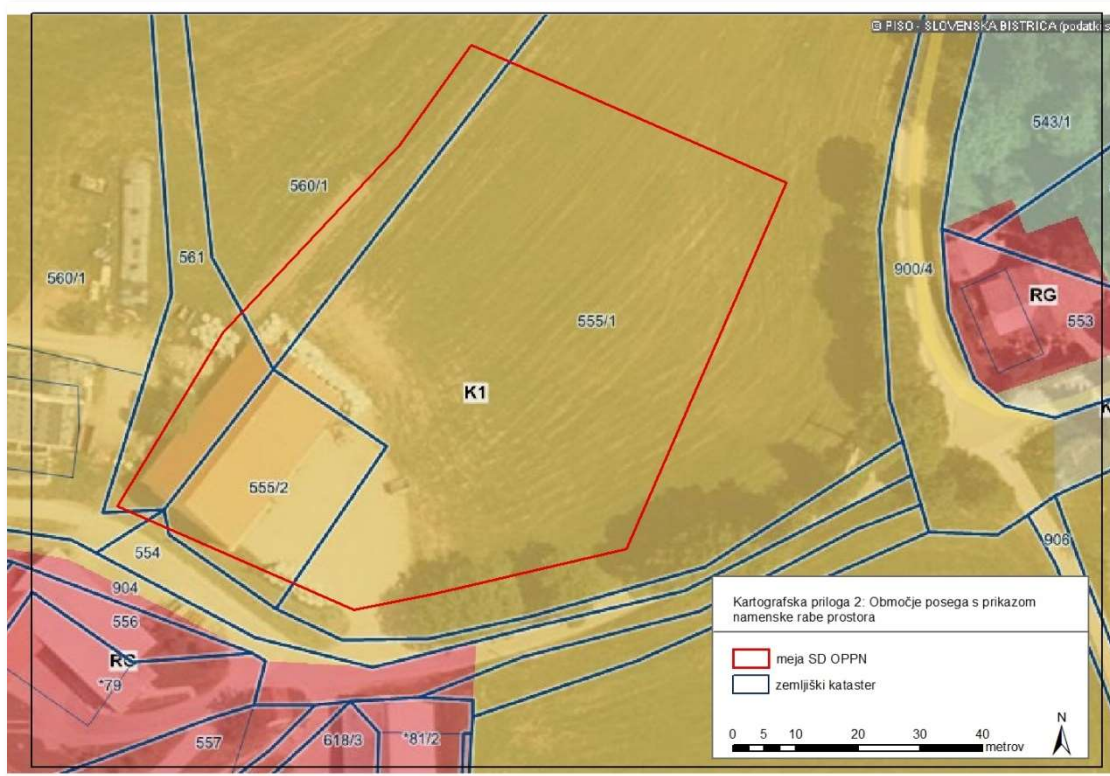 © PISO - SLOVENSKA BISTRICA (podatki s
543/1
560/1
561
560/1
900/4
RG
553
555/1
K1
K
555/2
554
904
556
906
RG
*79
557
618/3
*81/2
Kartografska priloga 2: Območje posega s prikazom
namenske rabe prostora
meja SD OPPN
zemljiški kataster
N
0 5 10 20 30 40
metrov